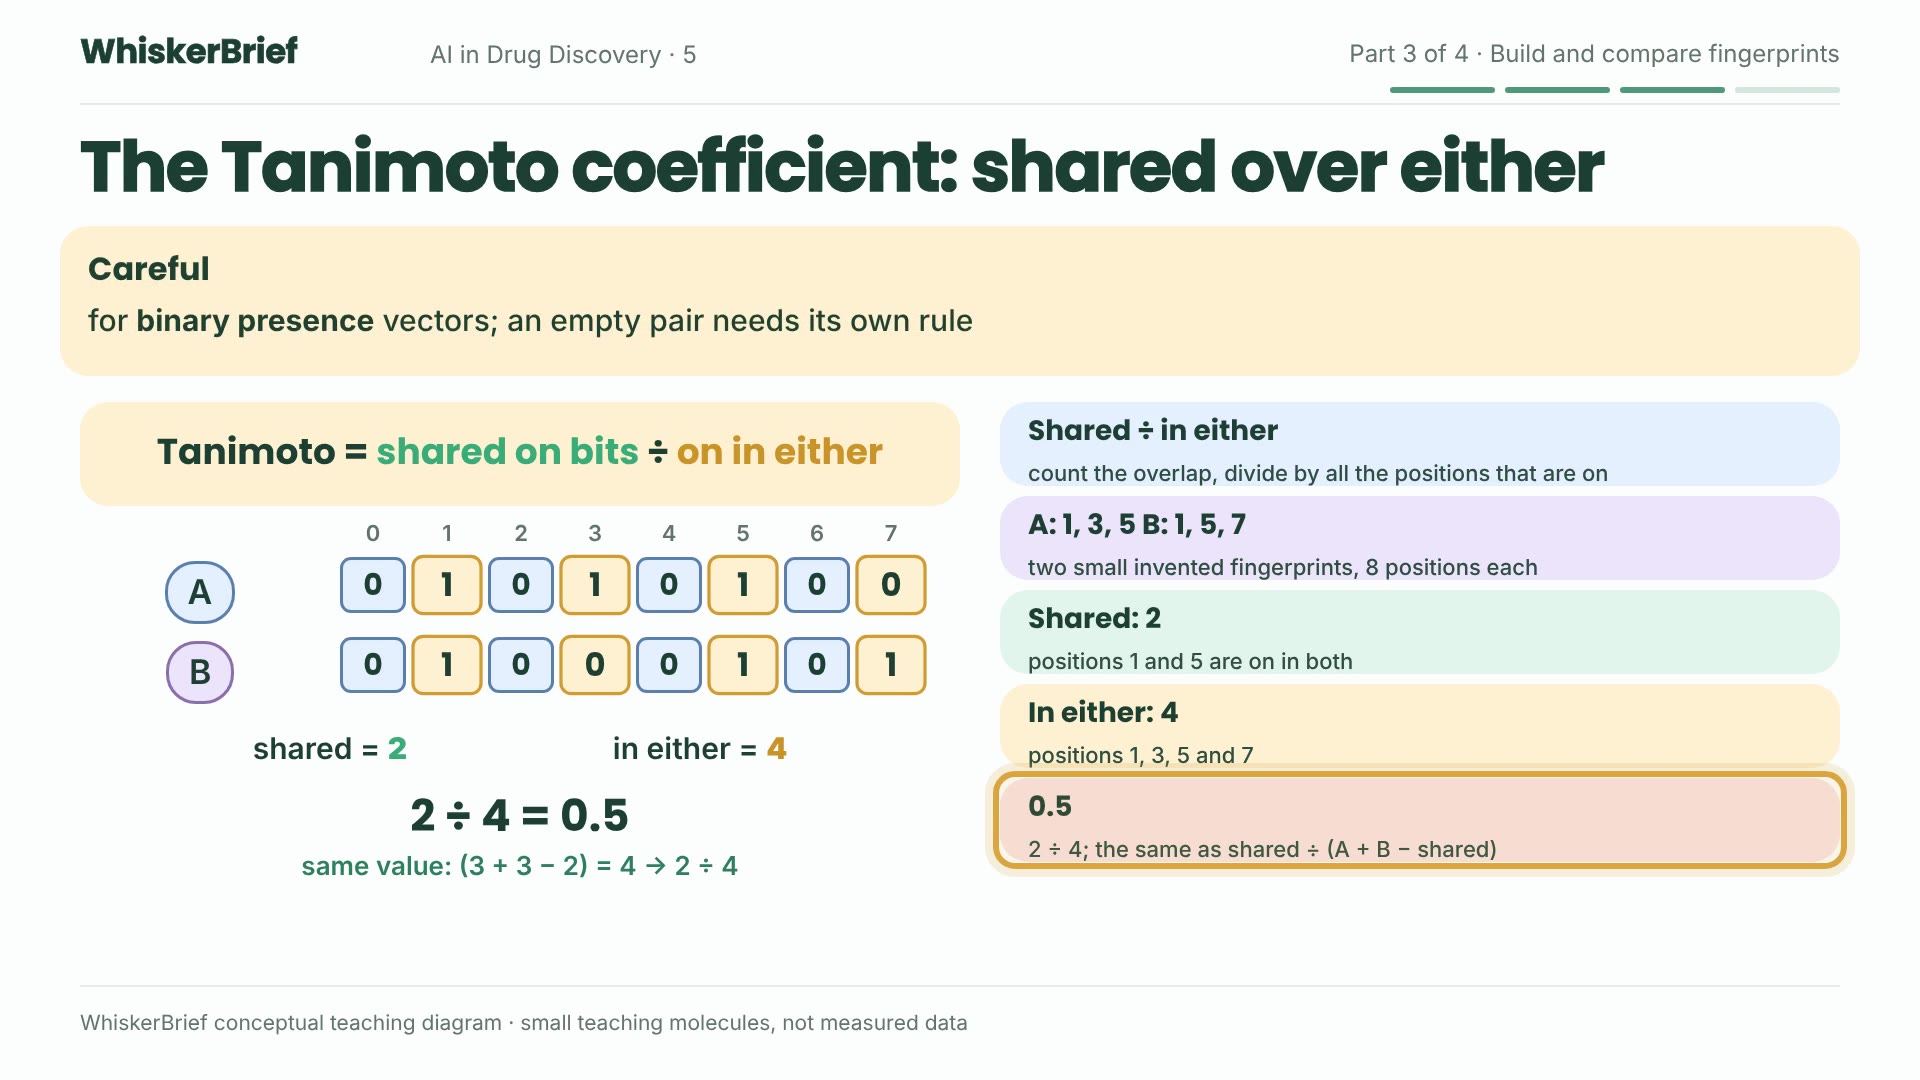 WhiskerBrief
AI in Drug Discovery · 5
Part 3 of 4 · Build and compare fingerprints
The Tanimoto coefficient: shared over either
Careful
for binary presence vectors; an empty pair needs its own rule
Tanimoto = shared on bits ÷ on in either
0 1 2 3 4 5 6 7
A 0 1 0 1 0 1 0 0
B 0 1 0 0 0 1 0 1
shared = 2 in either = 4
2 ÷ 4 = 0.5
same value: (3 + 3 − 2) = 4 → 2 ÷ 4
Shared ÷ in either
count the overlap, divide by all the positions that are on
A: 1, 3, 5 B: 1, 5, 7
two small invented fingerprints, 8 positions each
Shared: 2
positions 1 and 5 are on in both
In either: 4
positions 1, 3, 5 and 7
0.5
2 ÷ 4; the same as shared ÷ (A + B − shared)
WhiskerBrief conceptual teaching diagram · small teaching molecules, not measured data